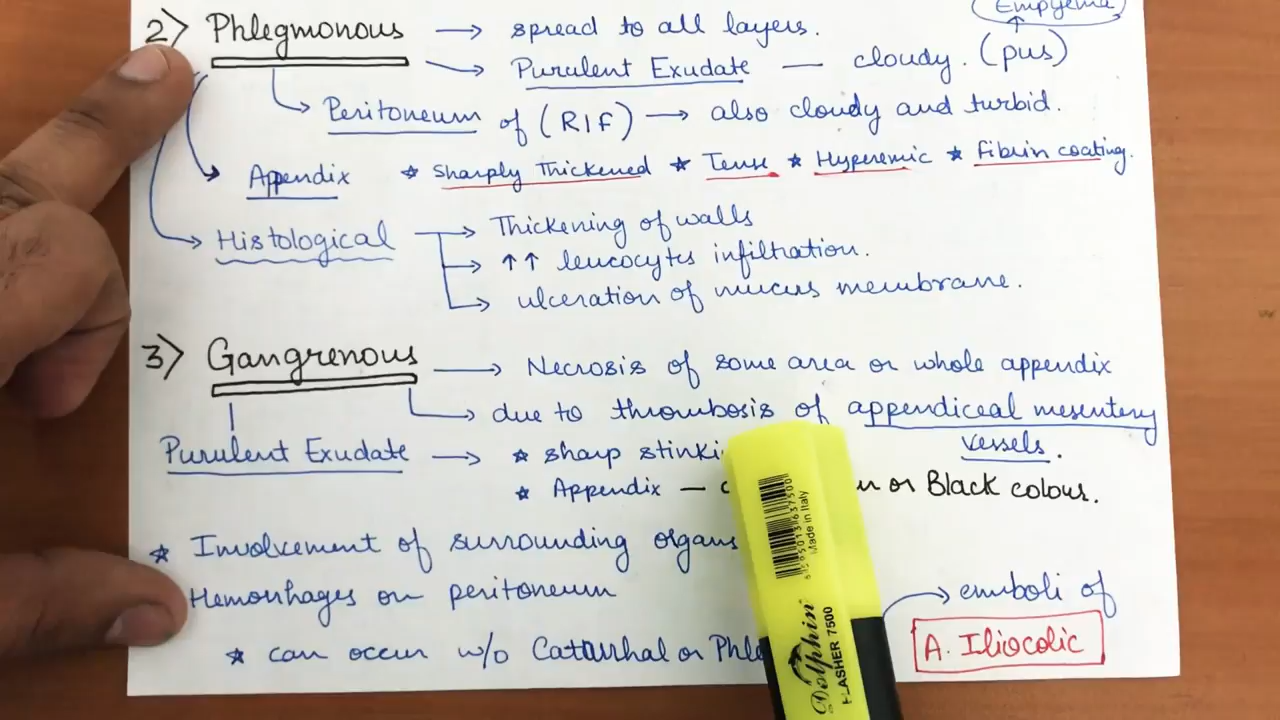 Empyema
2> Phlegmonous → spread to all layers.
→ Purulent Exudate — cloudy. (pus)
→ Peritoneum of (RIF) → also cloudy and turbid.
→ Appendix * Sharply Thickened * Tense * Hyperemic * Fibrin coating.
→ Histological → Thickening of walls
→ ↑↑ leucocytes infiltration.
→ ulceration of mucus membrane.
3> Gangrenous → Necrosis of some area or whole appendix
→ due to thrombosis of appendiceal mesentery
vessels.
Purulent Exudate → * sharp
* Appendix — or Black colour.
* Involvement of surrounding organs
Hemorrhages on peritoneum
→ emboli of
* can occur w/o Catarrhal or
A. Iliocolic
Made in Italy
Dolphin
FLASHER 7500